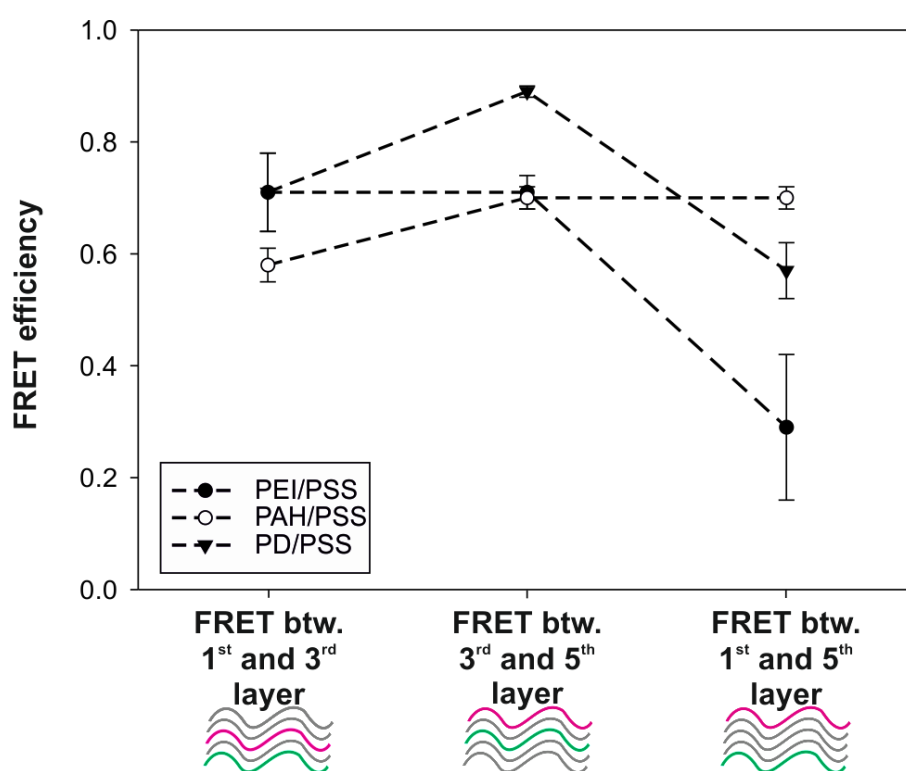 1.0
0.8
0.6
0.4
0.2
0.0
FRET efficiency
PEI/PSS
PAH/PSS
PD/PSS
FRET btw.
1st and 3rd
layer
FRET btw.
3rd and 5th
layer
FRET btw.
1st and 5th
layer